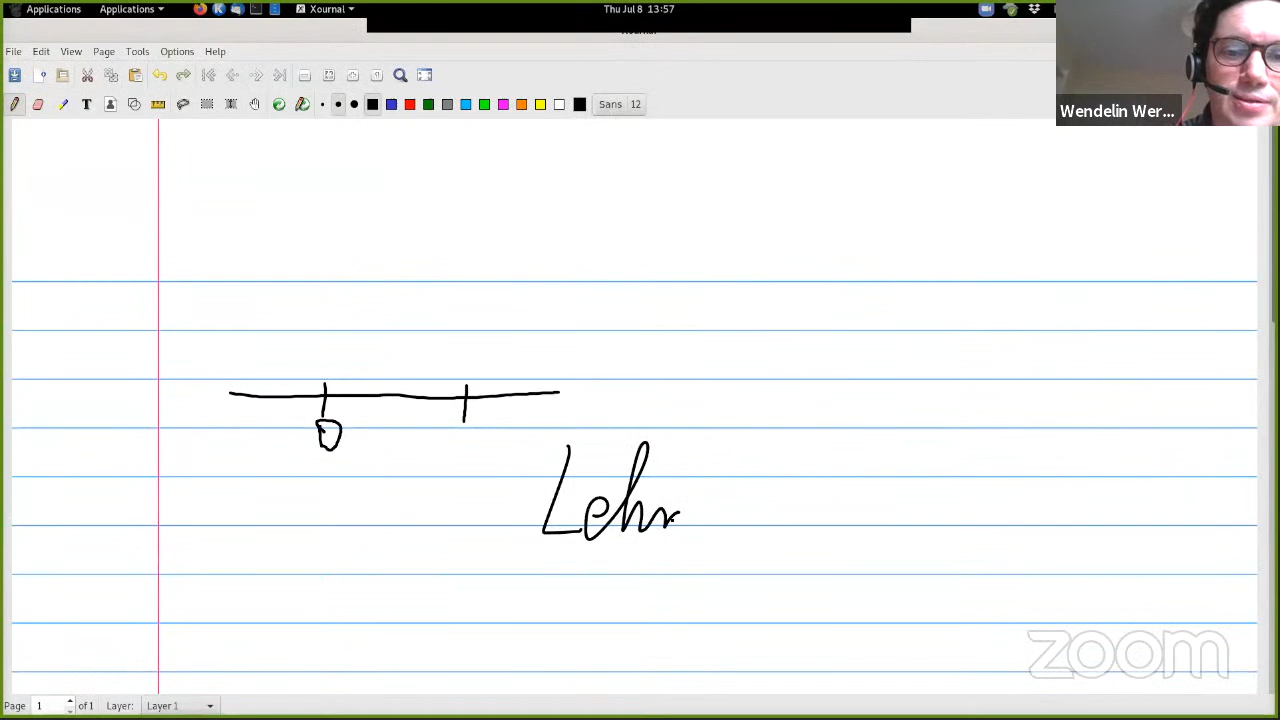 Applications Applications Xournal Thu Jul 8 13:57
File Edit View Page Tools Options Help
Sans 12
Wendelin Wer...
0
Lehr
zoom
Page 1 of 1 Layer: Layer 1